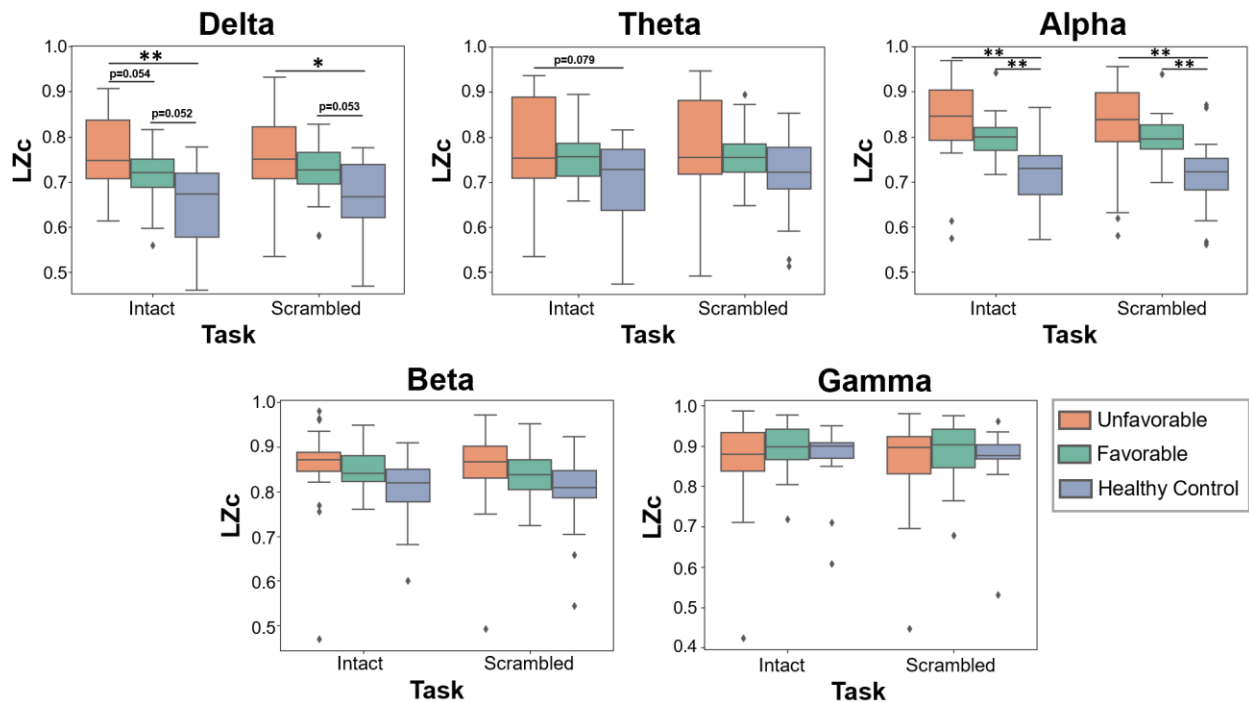 Delta
**
p=0.054
p=0.052
*
p=0.053
1.0
0.9
0.8
0.7
0.6
0.5
LZc
Intact
Scrambled
Task
Theta
p=0.079
1.0
0.9
0.8
0.7
0.6
0.5
LZc
Intact
Scrambled
Task
Alpha
**
**
**
**
1.0
0.9
0.8
0.7
0.6
0.5
LZc
Intact
Scrambled
Task
Beta
1.0
0.9
0.8
0.7
0.6
0.5
LZc
Intact
Scrambled
Task
Gamma
1.0
0.9
0.8
0.7
0.6
0.5
0.4
LZc
Intact
Scrambled
Task
Unfavorable
Favorable
Healthy Control